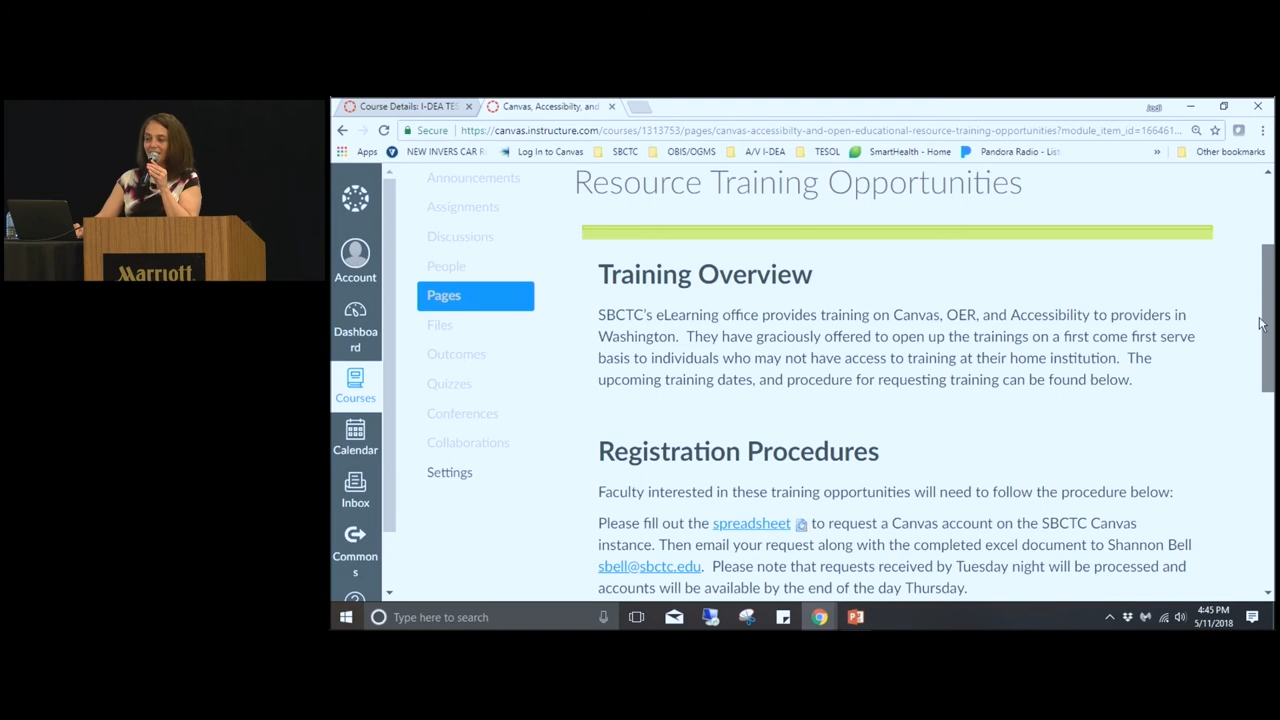 Marriott
Course Details: I-DEA TES
Canvas, Accessibilty, and
Jodi
Secure
https://canvas.instructure.com/courses/1313753/pages/canvas-accessibilty-and-open-educational-resource-training-opportunities?module_item_id=166461...
Apps
NEW INVERS CAR R
Log In to Canvas
SBCTC
OBIS/OGMS
A/V I-DEA
TESOL
SmartHealth - Home
Pandora Radio - List
»
Other bookmarks
Account
Dashboa
rd
Courses
Calendar
Inbox
Common
s
Announcements
Assignments
Discussions
People
Pages
Files
Outcomes
Quizzes
Conferences
Collaborations
Settings
Resource Training Opportunities
Training Overview
SBCTC's eLearning office provides training on Canvas, OER, and Accessibility to providers in
Washington. They have graciously offered to open up the trainings on a first come first serve
basis to individuals who may not have access to training at their home institution. The
upcoming training dates, and procedure for requesting training can be found below.
Registration Procedures
Faculty interested in these training opportunities will need to follow the procedure below:
Please fill out the spreadsheet to request a Canvas account on the SBCTC Canvas
instance. Then email your request along with the completed excel document to Shannon Bell
sbell@sbctc.edu. Please note that requests received by Tuesday night will be processed and
accounts will be available by the end of the day Thursday.
Type here to search
4:45 PM
5/11/2018